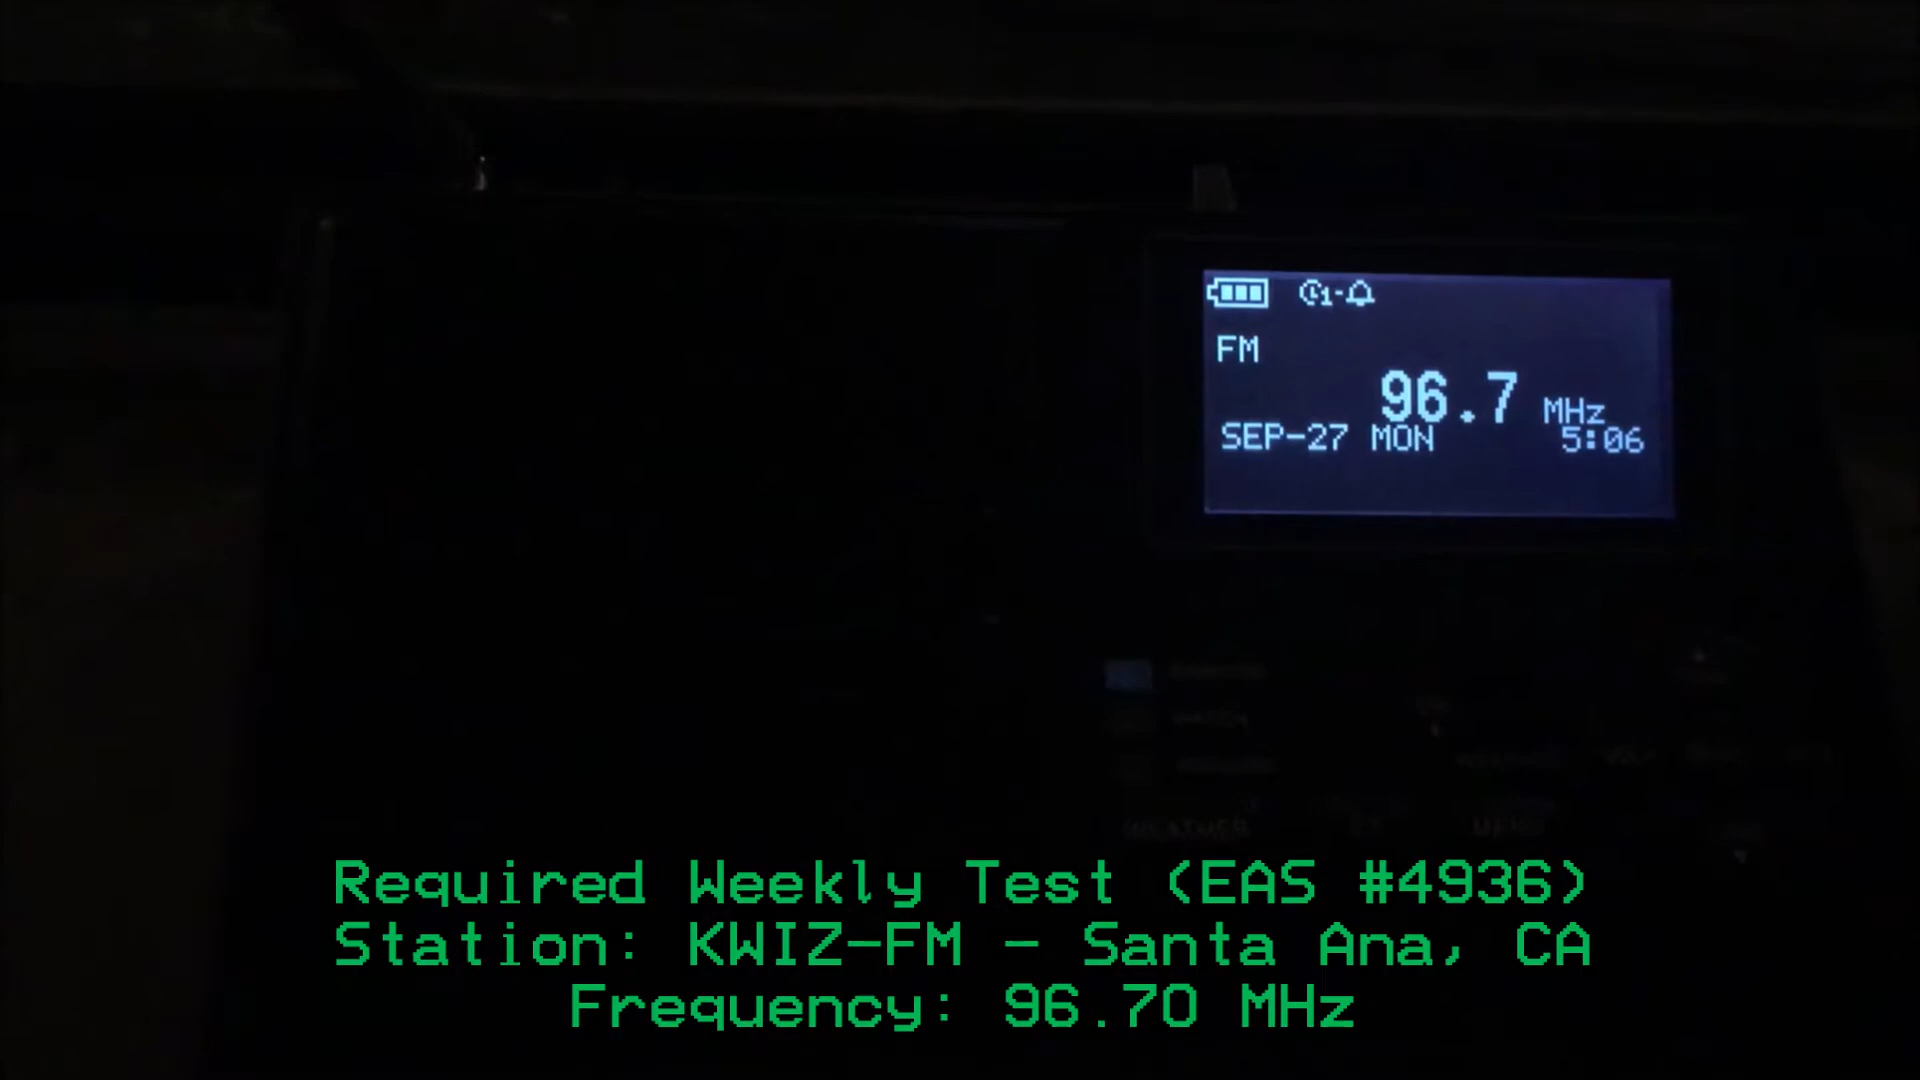 FM
96.7 MHz
SEP-27 MON 5:06
Required Weekly Test (EAS #4936)
Station: KWIZ-FM - Santa Ana, CA
Frequency: 96.70 MHz